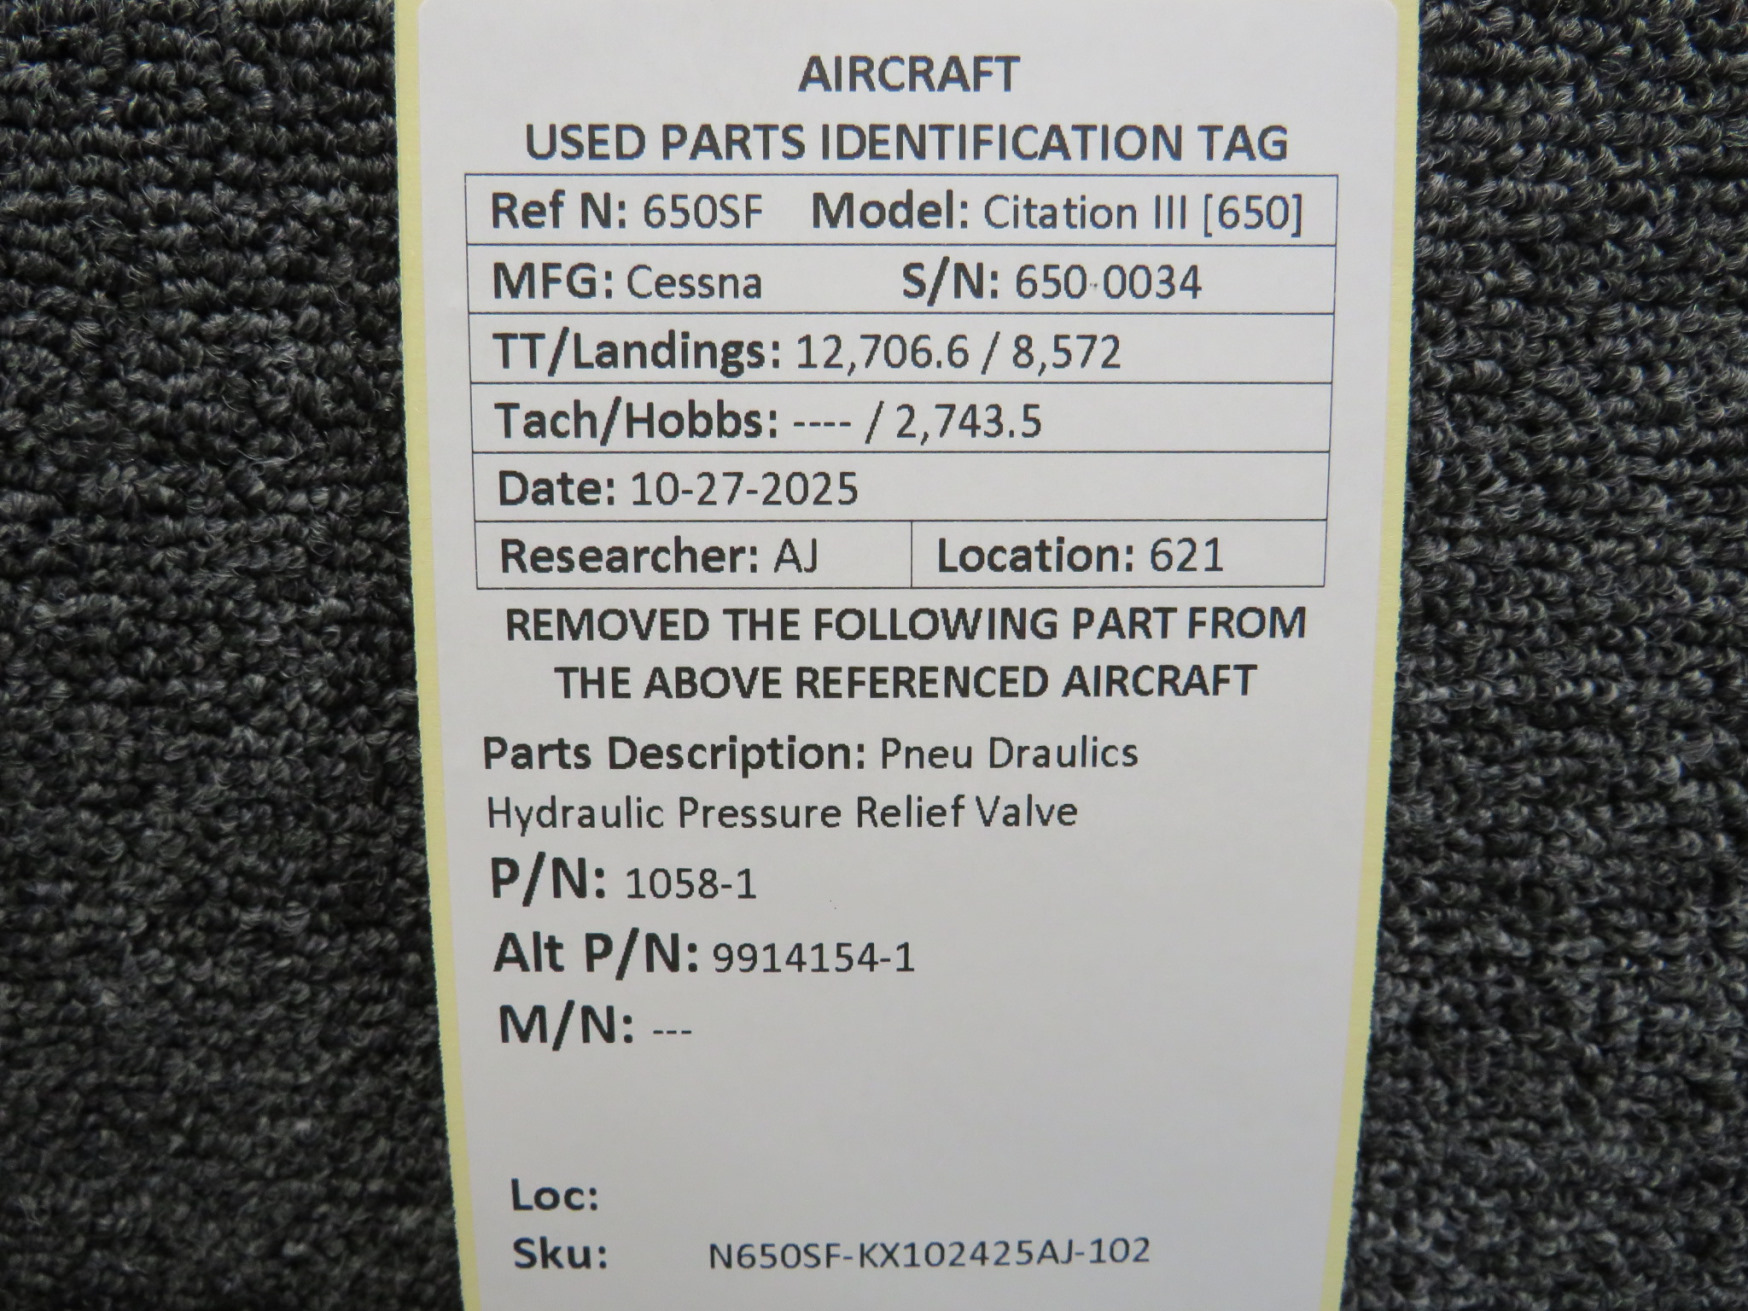 AIRCRAFT
USED PARTS IDENTIFICATION TAG
Ref N: 650SF Model: Citation III [650]
MFG: Cessna S/N: 650-0034
TT/Landings: 12,706.6 / 8,572
Tach/Hobbs: ---- / 2,743.5
Date: 10-27-2025
Researcher: AJ Location: 621
REMOVED THE FOLLOWING PART FROM
THE ABOVE REFERENCED AIRCRAFT
Parts Description: Pneu Draulics
Hydraulic Pressure Relief Valve
P/N: 1058-1
Alt P/N: 9914154-1
M/N: ---
Loc:
Sku: N650SF-KX102425AJ-102